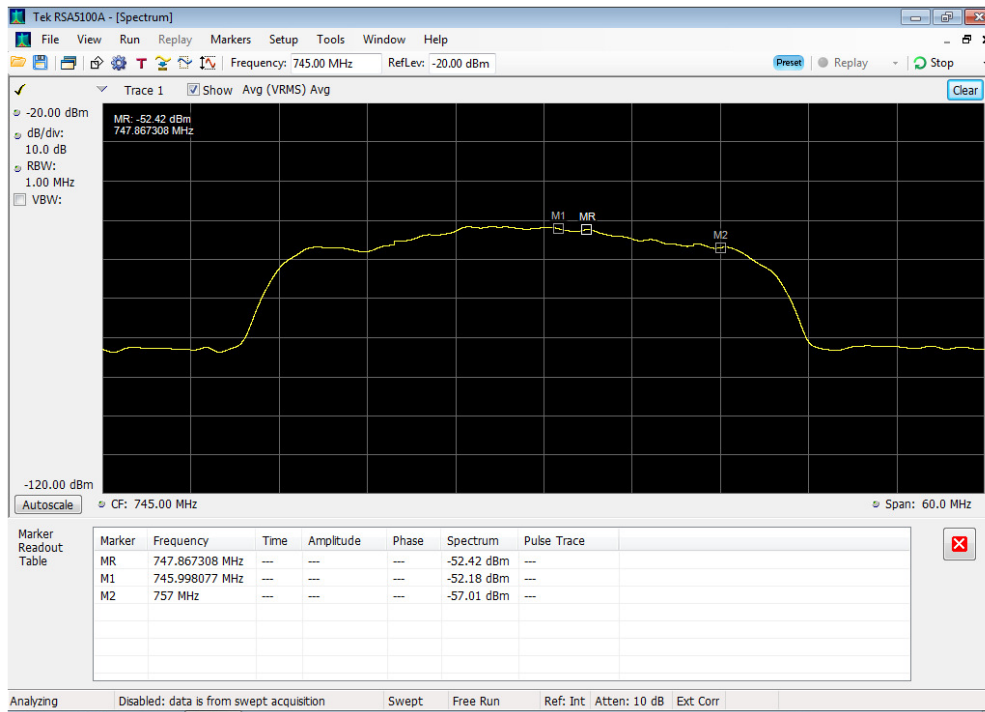 Tek RSA5100A - [Spectrum]
File View Run Replay Markers Setup Tools Window Help
T Frequency: 745.00 MHz RefLev: -20.00 dBm Preset Replay Stop
Trace 1 Show Avg (VRMS) Avg Clear
-20.00 dBm
dB/div:
10.0 dB
RBW:
1.00 MHz
VBW:
MR: -52.42 dBm
747.867308 MHz
M1 MR
M2
-120.00 dBm
Autoscale CF: 745.00 MHz Span: 60.0 MHz
Marker
Readout
Table
Marker Frequency Time Amplitude Phase Spectrum Pulse Trace
MR 747.867308 MHz --- --- --- -52.42 dBm ---
M1 745.998077 MHz --- --- --- -52.18 dBm ---
M2 757 MHz --- --- --- -57.01 dBm ---
Analyzing Disabled: data is from swept acquisition Swept Free Run Ref: Int Atten: 10 dB Ext Corr